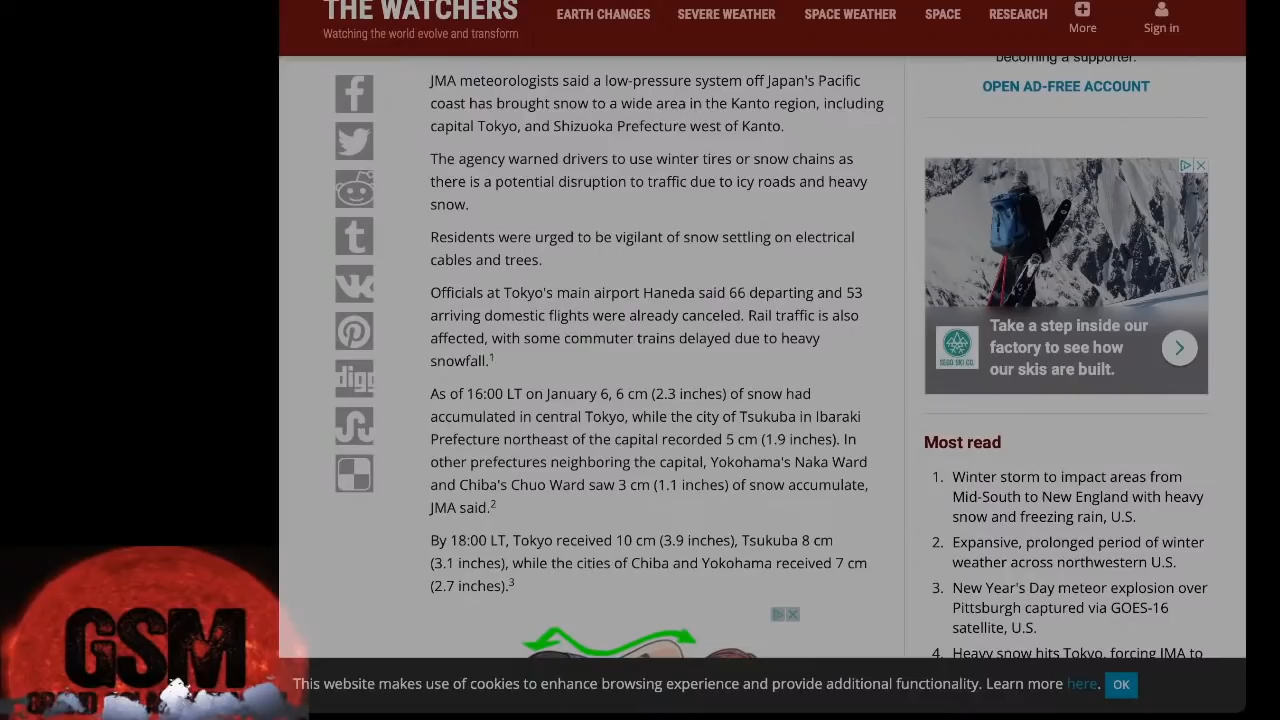 THE WATCHERS
Watching the world evolve and transform
EARTH CHANGES
SEVERE WEATHER
SPACE WEATHER
SPACE
RESEARCH
More
Sign in
JMA meteorologists said a low-pressure system off Japan's Pacific
coast has brought snow to a wide area in the Kanto region, including
capital Tokyo, and Shizuoka Prefecture west of Kanto.
The agency warned drivers to use winter tires or snow chains as
there is a potential disruption to traffic due to icy roads and heavy
snow.
Residents were urged to be vigilant of snow settling on electrical
cables and trees.
Officials at Tokyo's main airport Haneda said 66 departing and 53
arriving domestic flights were already canceled. Rail traffic is also
affected, with some commuter trains delayed due to heavy
snowfall.1
As of 16:00 LT on January 6, 6 cm (2.3 inches) of snow had
accumulated in central Tokyo, while the city of Tsukuba in Ibaraki
Prefecture northeast of the capital recorded 5 cm (1.9 inches). In
other prefectures neighboring the capital, Yokohama's Naka Ward
and Chiba's Chuo Ward saw 3 cm (1.1 inches) of snow accumulate,
JMA said.2
By 18:00 LT, Tokyo received 10 cm (3.9 inches), Tsukuba 8 cm
(3.1 inches), while the cities of Chiba and Yokohama received 7 cm
(2.7 inches).3
becoming a supporter.
OPEN AD-FREE ACCOUNT
Take a step inside our
factory to see how
our skis are built.
Most read
1. Winter storm to impact areas from
Mid-South to New England with heavy
snow and freezing rain, U.S.
2. Expansive, prolonged period of winter
weather across northwestern U.S.
3. New Year's Day meteor explosion over
Pittsburgh captured via GOES-16
satellite, U.S.
4. Heavy snow hits Tokyo, forcing JMA to
digg
GSM
This website makes use of cookies to enhance browsing experience and provide additional functionality. Learn more here. OK